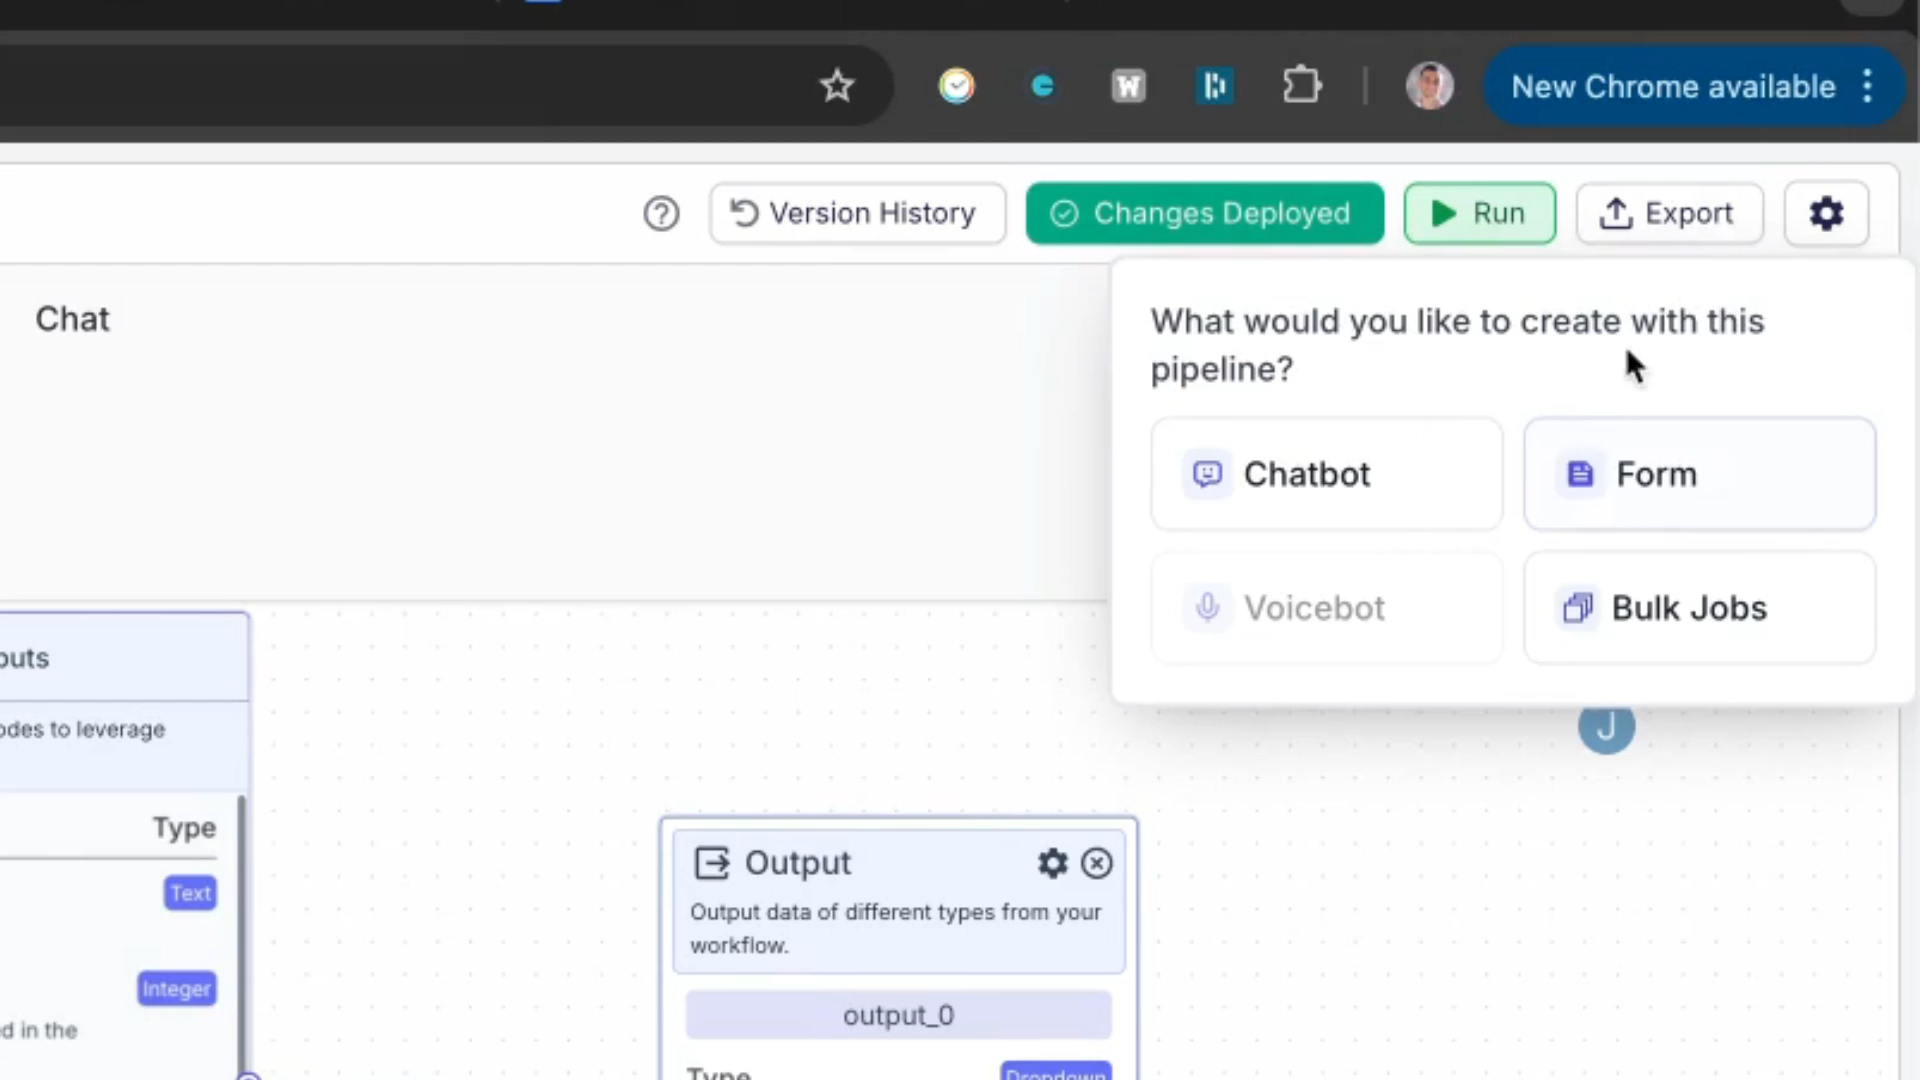 New Chrome available
Version History
Changes Deployed
Run
Export
Chat
What would you like to create with this
pipeline?
Chatbot
Form
Voicebot
Bulk Jobs
J
odes to leverage
Type
Text
Integer
d in the
Output
Output data of different types from your
workflow.
output_0
Type
Dropdown